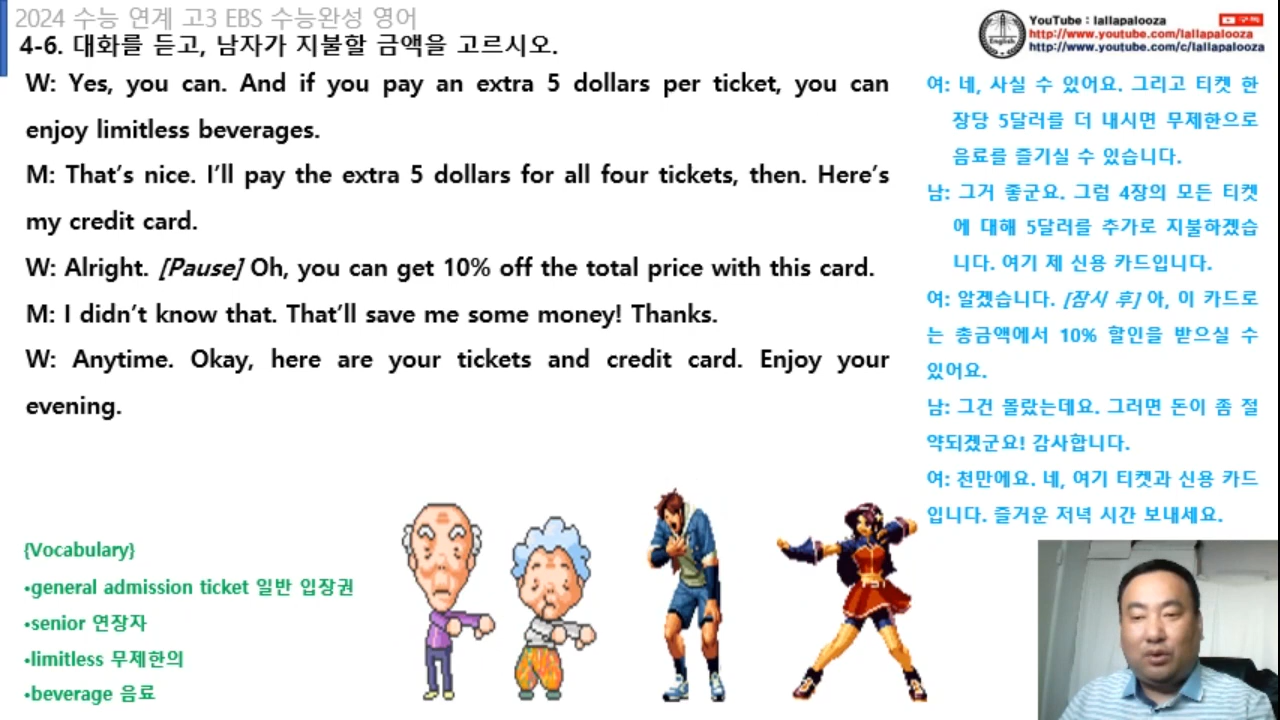 2024 수능 연계 고3 EBS 수능완성 영어
4-6. 대화를 듣고, 남자가 지불할 금액을 고르시오.
YouTube : lallapalooza
구독
http://www.youtube.com/lallapalooza
http://www.youtube.com/c/lallapalooza
English
W: Yes, you can. And if you pay an extra 5 dollars per ticket, you can
enjoy limitless beverages.
M: That's nice. I'll pay the extra 5 dollars for all four tickets, then. Here's
my credit card.
W: Alright. [Pause] Oh, you can get 10% off the total price with this card.
M: I didn't know that. That'll save me some money! Thanks.
W: Anytime. Okay, here are your tickets and credit card. Enjoy your
evening.
여: 네, 사실 수 있어요. 그리고 티켓 한
장당 5달러를 더 내시면 무제한으로
음료를 즐기실 수 있습니다.
남: 그거 좋군요. 그럼 4장의 모든 티켓
에 대해 5달러를 추가로 지불하겠습
니다. 여기 제 신용 카드입니다.
여: 알겠습니다. [잠시 후] 아, 이 카드로
는 총금액에서 10% 할인을 받으실 수
있어요.
남: 그건 몰랐는데요. 그러면 돈이 좀 절
약되겠군요! 감사합니다.
여: 천만에요. 네, 여기 티켓과 신용 카드
입니다. 즐거운 저녁 시간 보내세요.
{Vocabulary}
•general admission ticket 일반 입장권
•senior 연장자
•limitless 무제한의
•beverage 음료